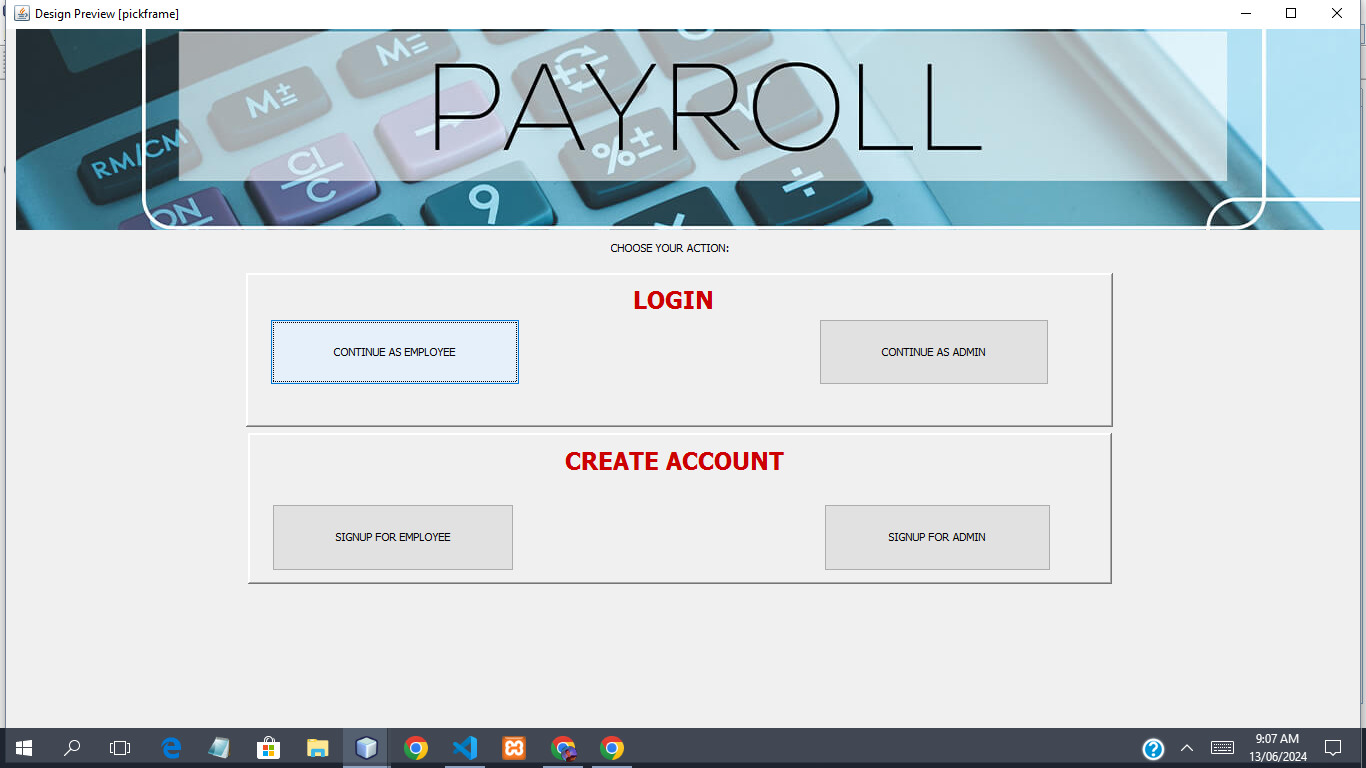 Design Preview [pickframe]
PAYROLL
RM/CM
M±
M=
CI
C
ON
9
%±
÷
CHOOSE YOUR ACTION:
LOGIN
CONTINUE AS EMPLOYEE
CONTINUE AS ADMIN
CREATE ACCOUNT
SIGNUP FOR EMPLOYEE
SIGNUP FOR ADMIN
9:07 AM
13/06/2024